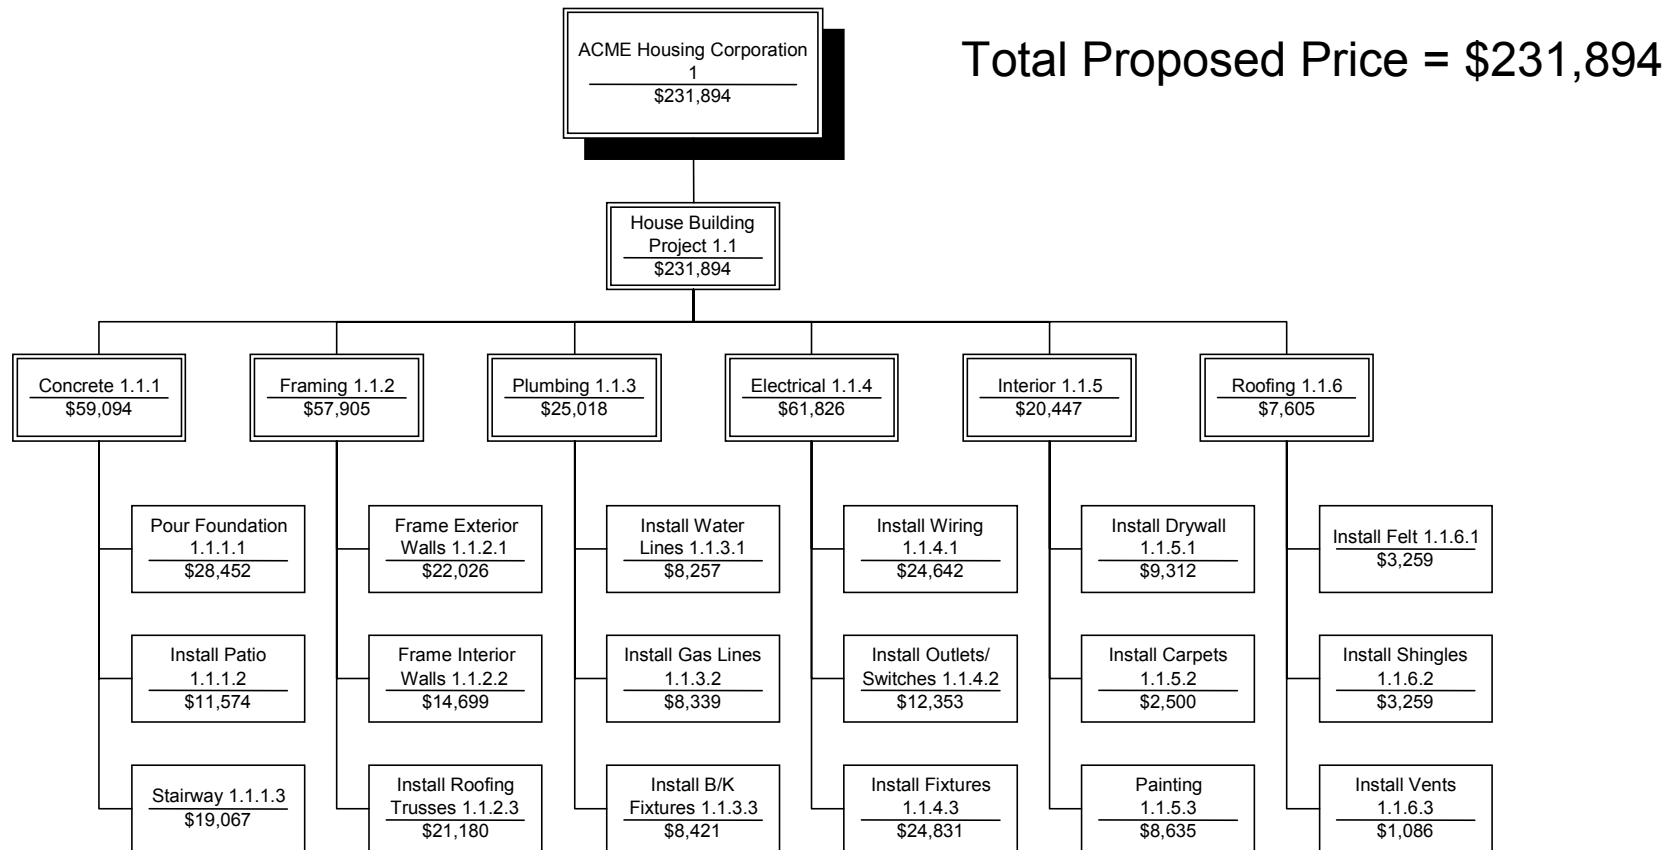 ACME Housing Corporation
1
$231,894
Total Proposed Price = $231,894
House Building
Project 1.1
$231,894
Concrete 1.1.1
$59,094
Framing 1.1.2
$57,905
Plumbing 1.1.3
$25,018
Electrical 1.1.4
$61,826
Interior 1.1.5
$20,447
Roofing 1.1.6
$7,605
Pour Foundation
1.1.1.1
$28,452
Frame Exterior
Walls 1.1.2.1
$22,026
Install Water
Lines 1.1.3.1
$8,257
Install Wiring
1.1.4.1
$24,642
Install Drywall
1.1.5.1
$9,312
Install Felt 1.1.6.1
$3,259
Install Patio
1.1.1.2
$11,574
Frame Interior
Walls 1.1.2.2
$14,699
Install Gas Lines
1.1.3.2
$8,339
Install Outlets/
Switches 1.1.4.2
$12,353
Install Carpets
1.1.5.2
$2,500
Install Shingles
1.1.6.2
$3,259
Stairway 1.1.1.3
$19,067
Install Roofing
Trusses 1.1.2.3
$21,180
Install B/K
Fixtures 1.1.3.3
$8,421
Install Fixtures
1.1.4.3
$24,831
Painting
1.1.5.3
$8,635
Install Vents
1.1.6.3
$1,086